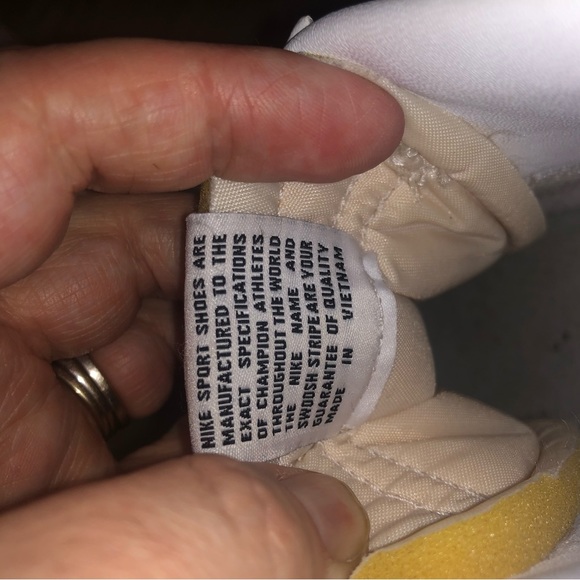 NIKE SPORT SHOES ARE
MANUFACTURED TO THE
EXACT SPECIFICATIONS
OF CHAMPION ATHLETES
THROUGHOUT THE WORLD
THE NIKE NAME AND
SWOOSH STRIPE ARE YOUR
GUARANTEE OF QUALITY
MADE IN VIETNAM